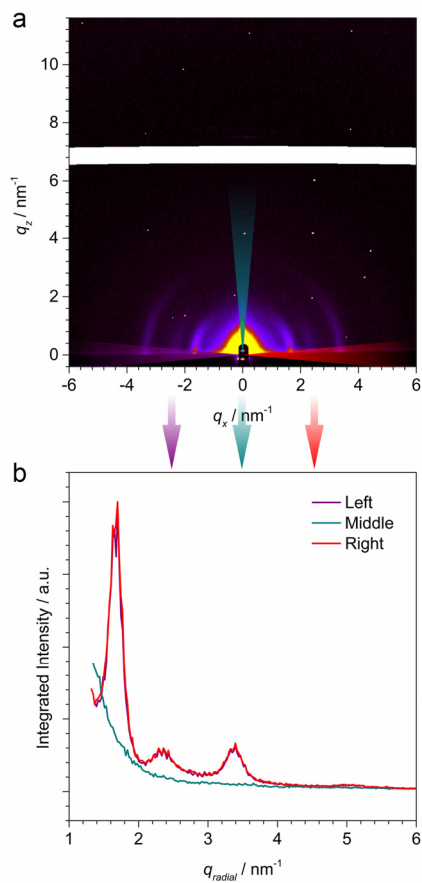 a
q_z / nm⁻¹
10
8
6
4
2
0
-6 -4 -2 0 2 4 6
q_x / nm⁻¹
b
Left
Middle
Right
Integrated Intensity / a.u.
1 2 3 4 5 6
q_radial / nm⁻¹